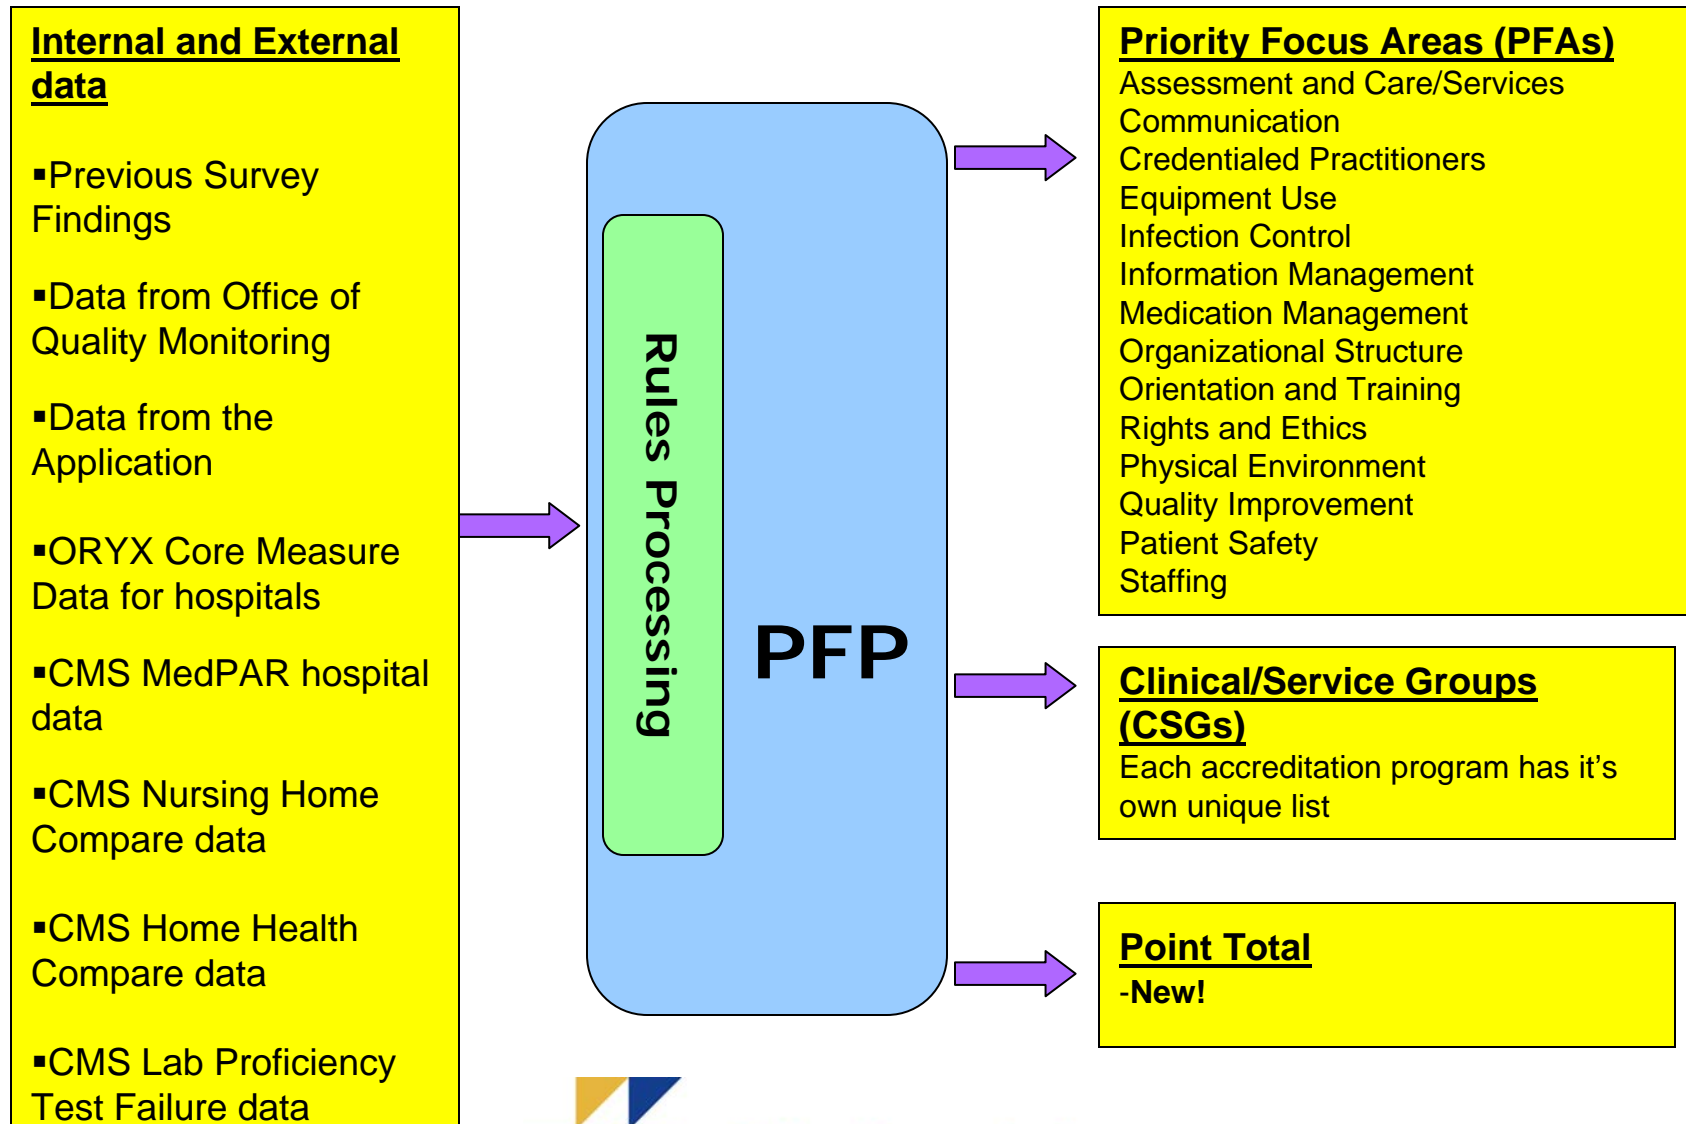 Internal and External
data
▪Previous Survey
Findings
▪Data from Office of
Quality Monitoring
▪Data from the
Application
▪ORYX Core Measure
Data for hospitals
▪CMS MedPAR hospital
data
▪CMS Nursing Home
Compare data
▪CMS Home Health
Compare data
▪CMS Lab Proficiency
Test Failure data
Rules Processing
PFP
Priority Focus Areas (PFAs)
Assessment and Care/Services
Communication
Credentialed Practitioners
Equipment Use
Infection Control
Information Management
Medication Management
Organizational Structure
Orientation and Training
Rights and Ethics
Physical Environment
Quality Improvement
Patient Safety
Staffing
Clinical/Service Groups
(CSGs)
Each accreditation program has it’s
own unique list
Point Total
-New!